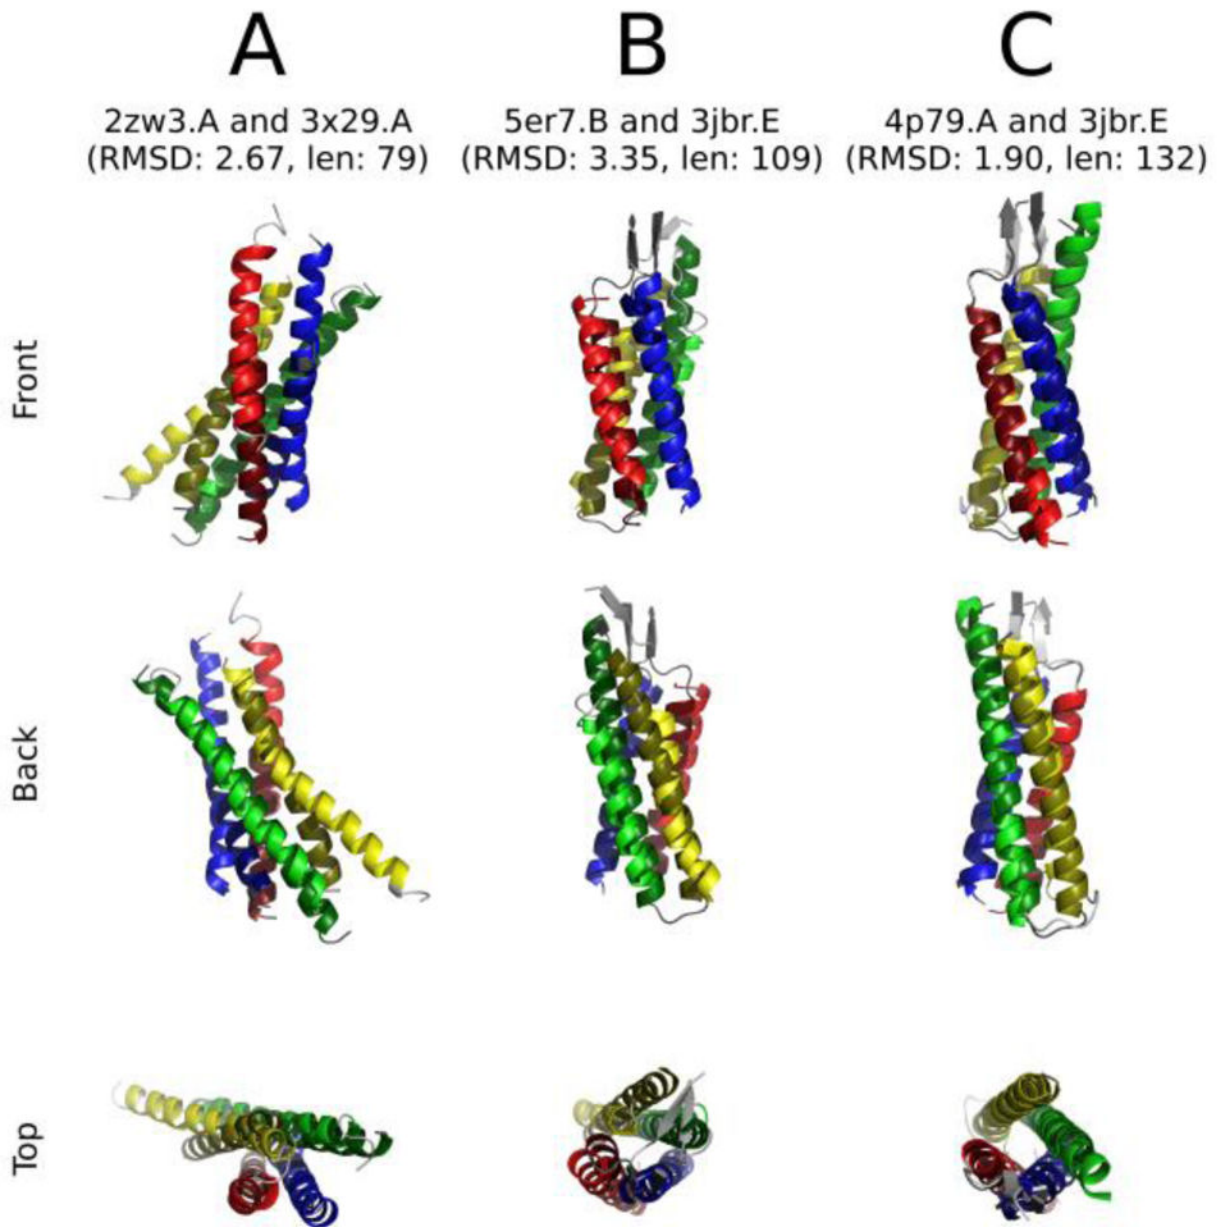 A B C
2zw3.A and 3x29.A 5er7.B and 3jbr.E 4p79.A and 3jbr.E
(RMSD: 2.67, len: 79) (RMSD: 3.35, len: 109) (RMSD: 1.90, len: 132)
Front
Back
Top